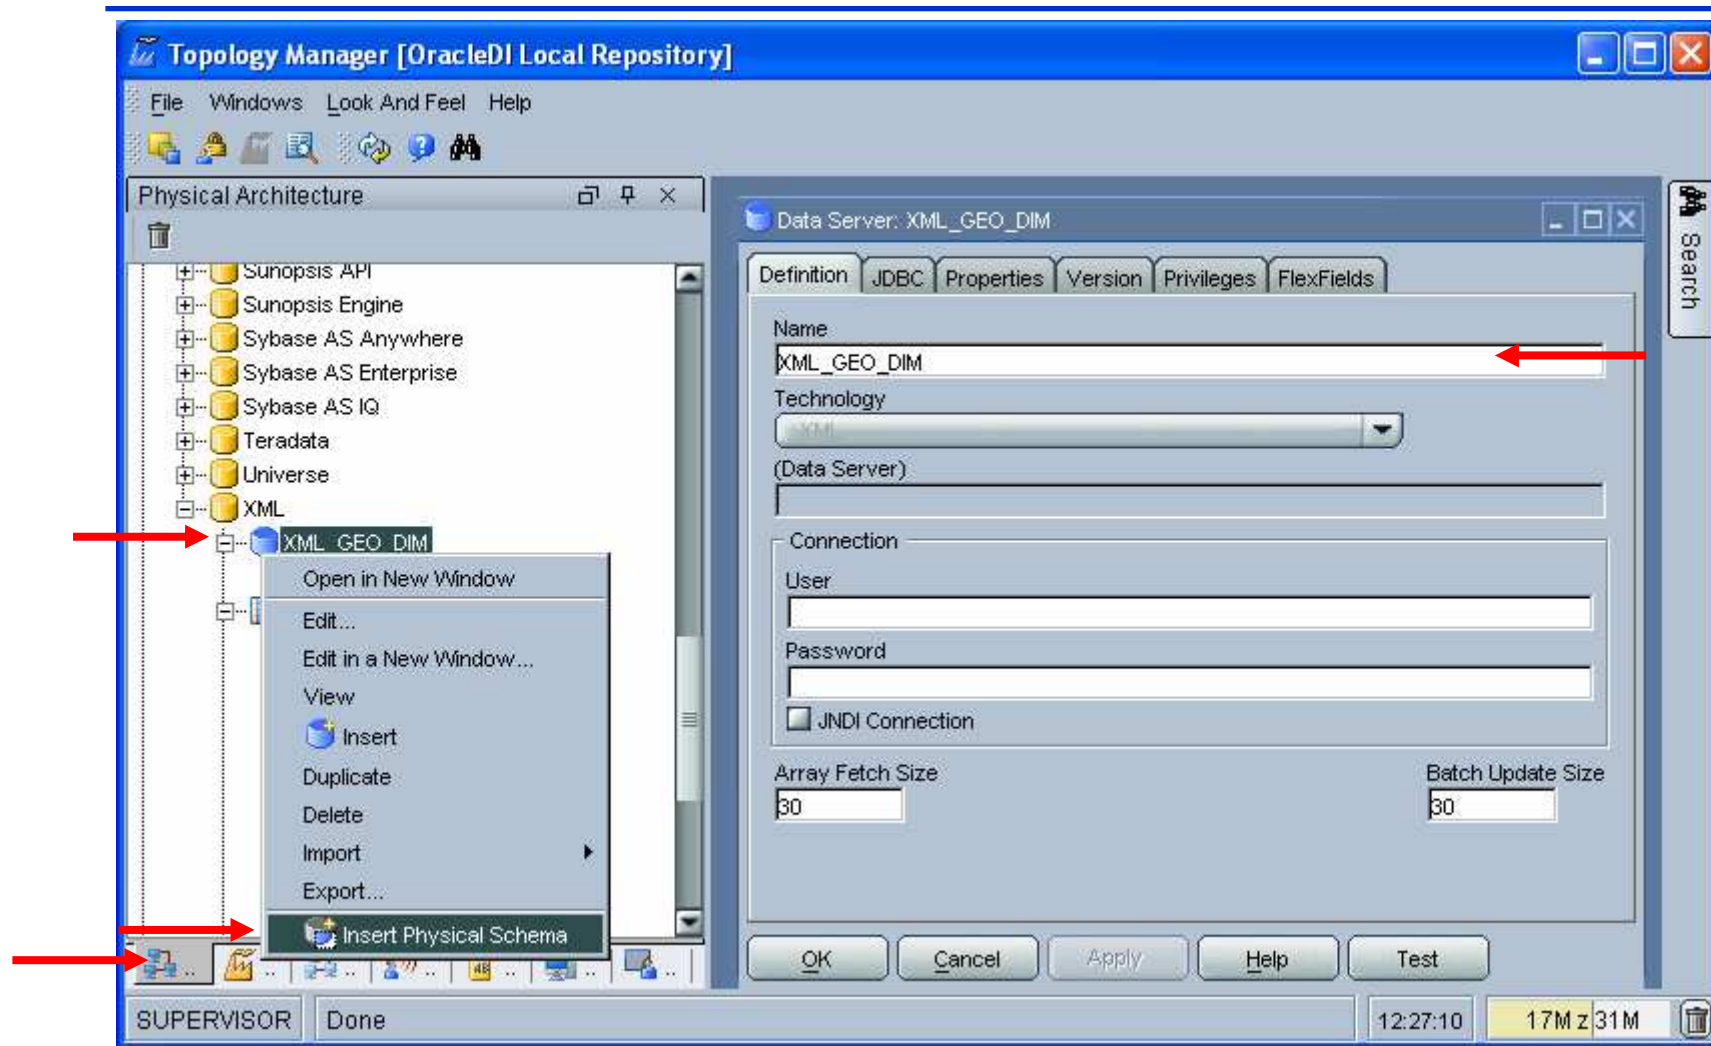 Topology Manager [OracleDI Local Repository]
File Windows Look And Feel Help
Physical Architecture
Sunopsis API
Sunopsis Engine
Sybase AS Anywhere
Sybase AS Enterprise
Sybase AS IQ
Teradata
Universe
XML
XML_GEO_DIM
Open in New Window
Edit...
Edit in a New Window...
View
Insert
Duplicate
Delete
Import
Export...
Insert Physical Schema
.. .. .. .. .. .. ..
Data Server: XML_GEO_DIM
Definition JDBC Properties Version Privileges FlexFields
Name
XML_GEO_DIM
Technology
XML
(Data Server)
Connection
User
Password
JNDI Connection
Array Fetch Size Batch Update Size
30 30
OK Cancel Apply Help Test
Search
SUPERVISOR Done 12:27:10 17M z 31M